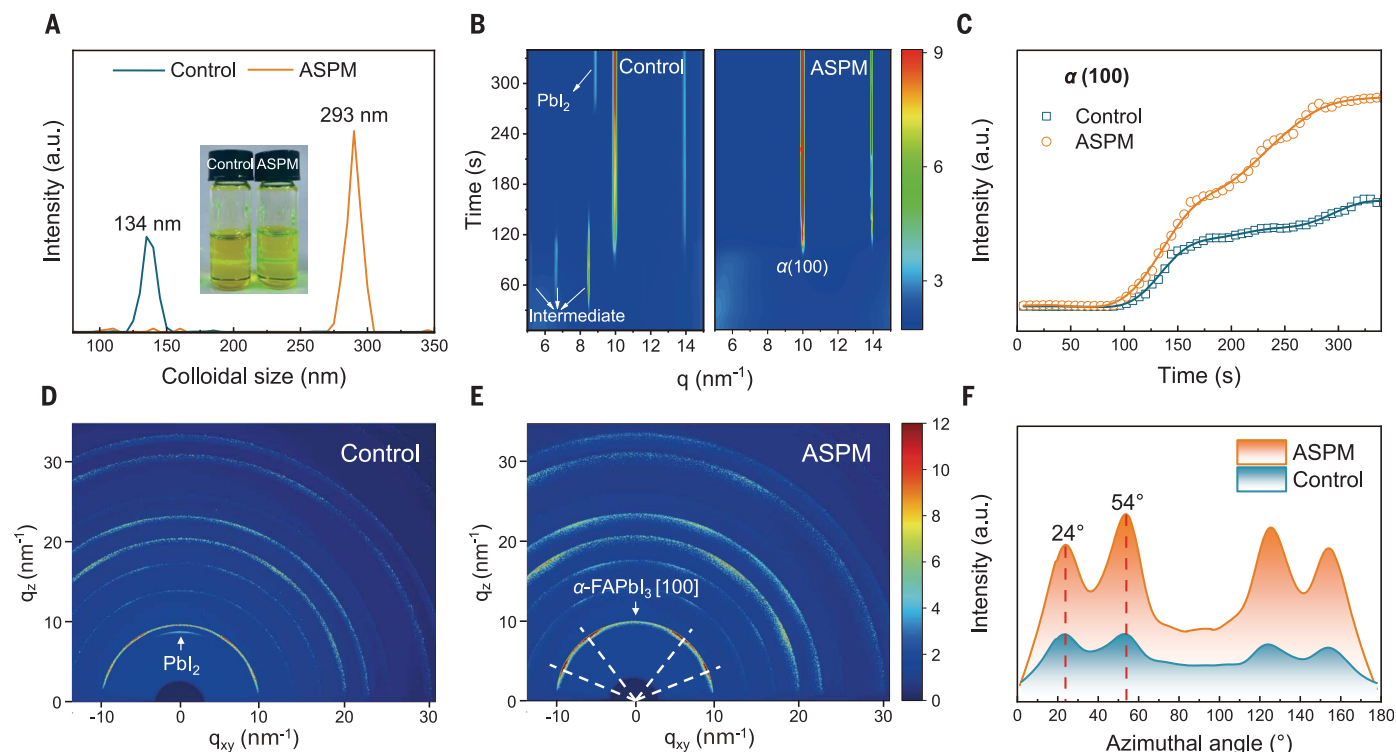 A
Control
ASPM
293 nm
134 nm
Control ASPM
Intensity (a.u.)
100 150 200 250 300 350
Colloidal size (nm)
B
Control
ASPM
PbI₂
α(100)
Intermediate
Time (s)
300
240
180
120
60
6 8 10 12 14
6 8 10 12 14
q (nm⁻¹)
9
6
3
C
α (100)
Control
ASPM
Intensity (a.u.)
0 50 100 150 200 250 300
Time (s)
D
Control
PbI₂
q_z (nm⁻¹)
30
20
10
0
-10 0 10 20 30
q_xy (nm⁻¹)
E
ASPM
α-FAPbI₃ [100]
q_z (nm⁻¹)
30
20
10
0
-10 0 10 20 30
q_xy (nm⁻¹)
12
10
8
6
4
2
0
F
ASPM
Control
24°
54°
Intensity (a.u.)
0 20 40 60 80 100 120 140 160 180
Azimuthal angle (°)